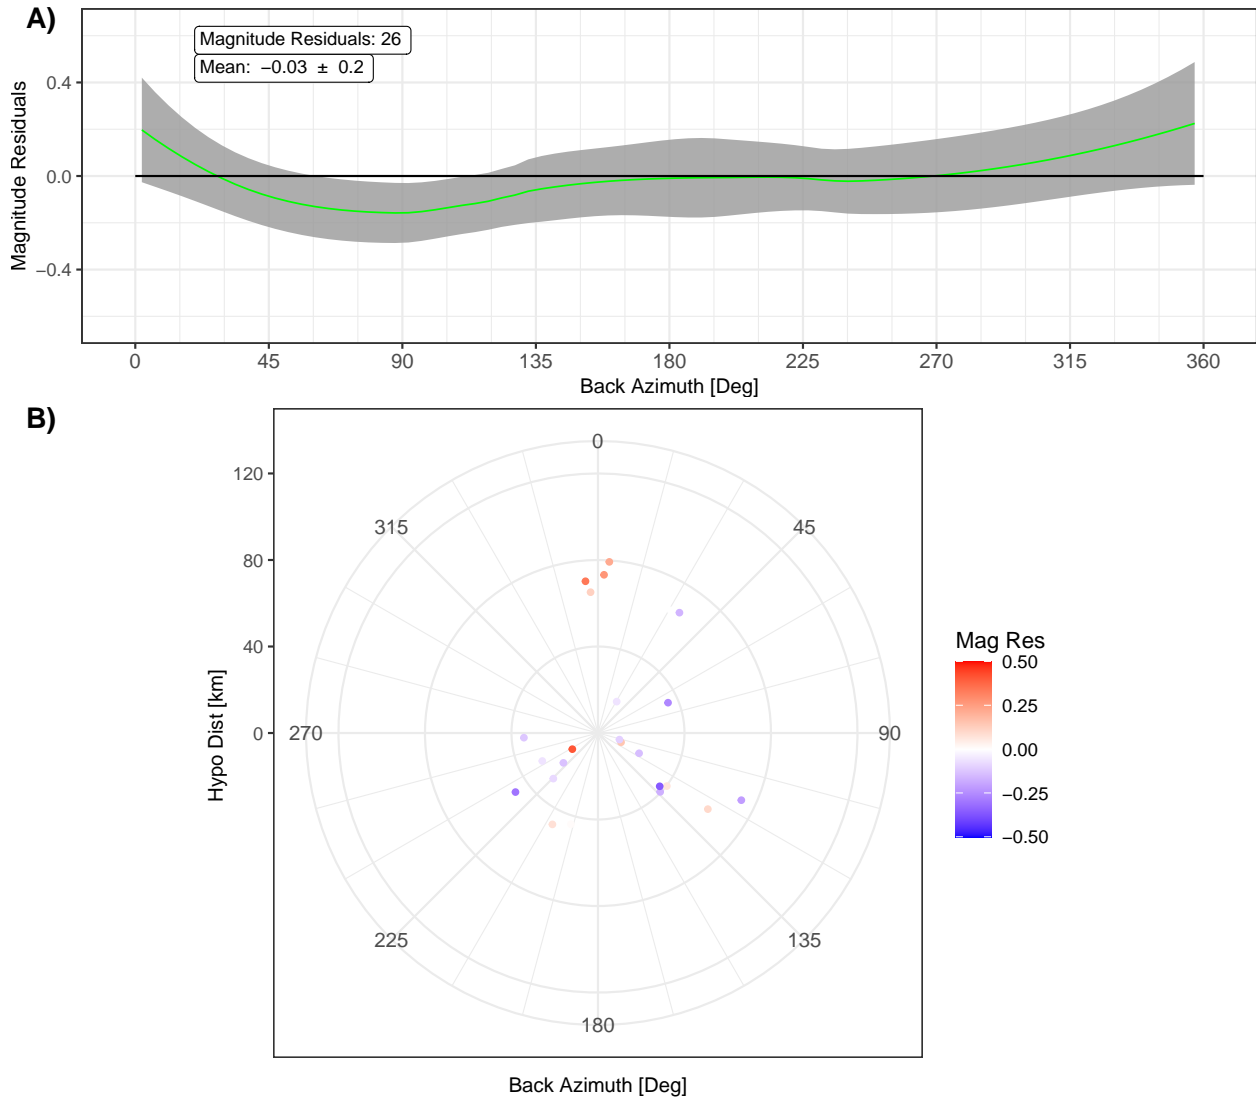 A)
Magnitude Residuals: 26
Mean:  −0.03  ±  0.2
Magnitude Residuals
0.4
0.0
−0.4
0 45 90 135 180 225 270 315 360
Back Azimuth [Deg]
B)
Hypo Dist [km]
120
80
40
0
0
45
90
135
180
225
270
315
Back Azimuth [Deg]
Mag Res
0.50
0.25
0.00
−0.25
−0.50